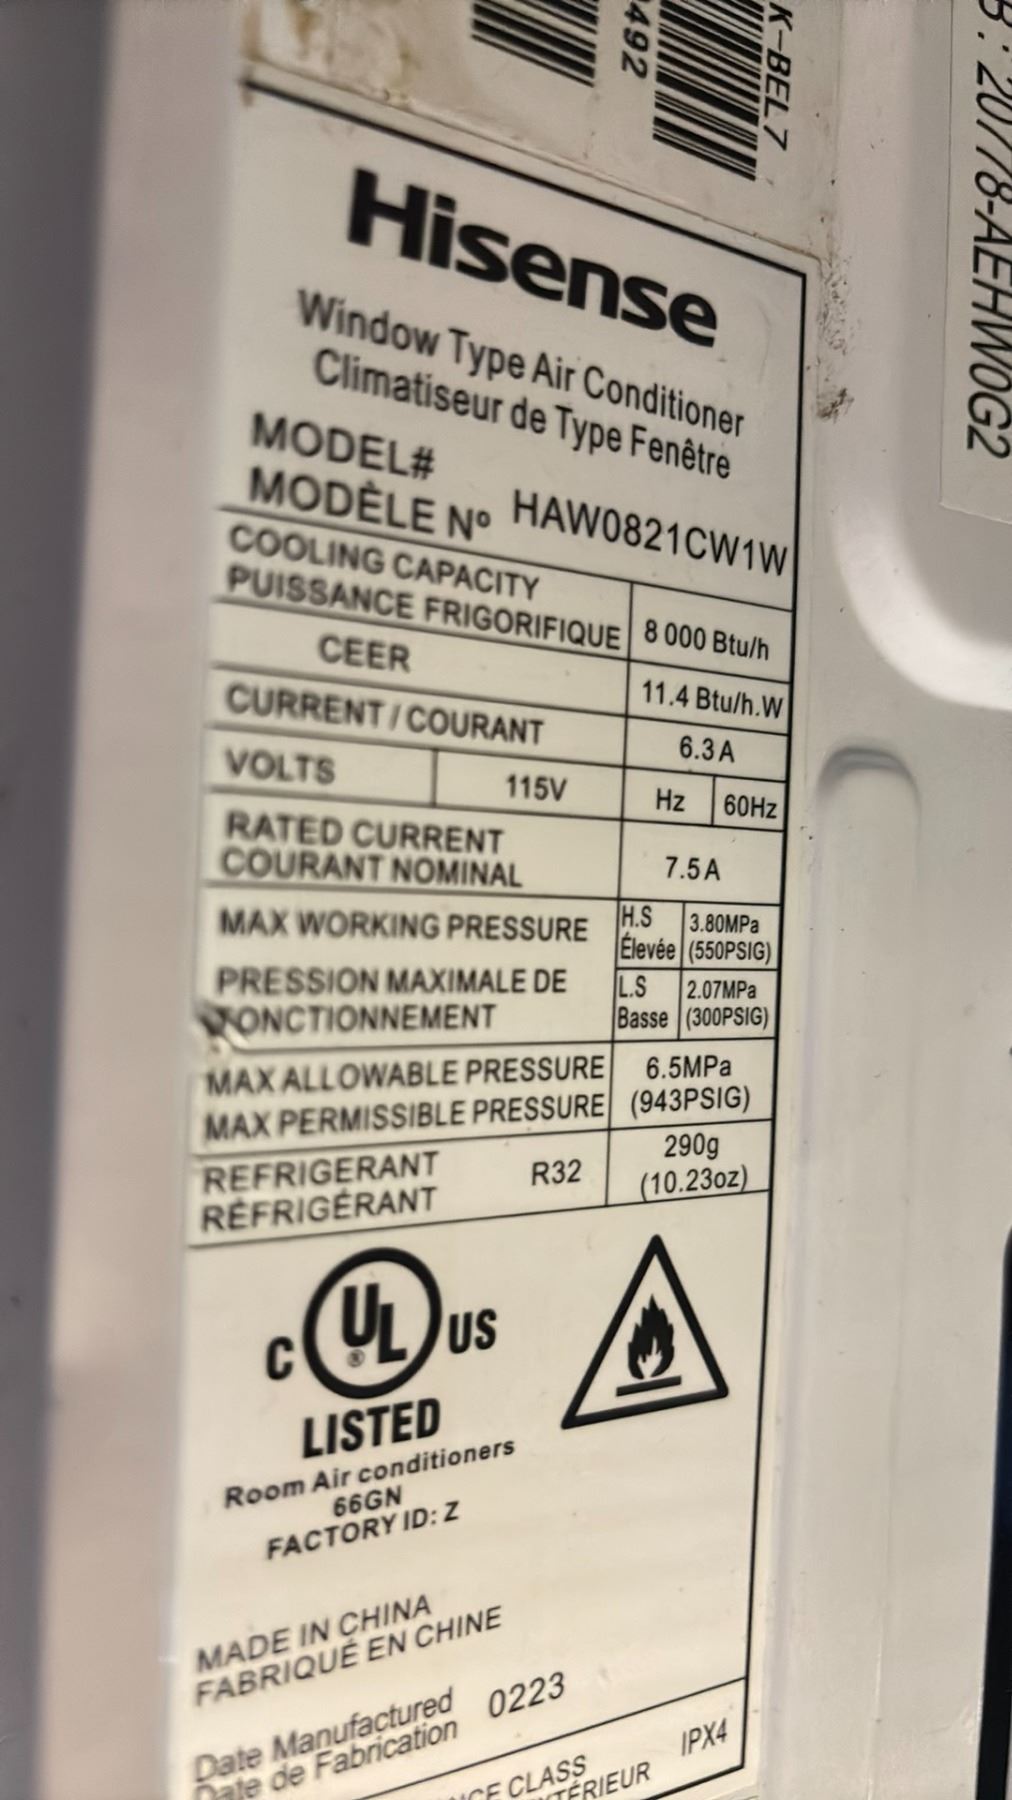 492
K-BEL7
20778-AEHW0G2
Hisense
Window Type Air Conditioner
Climatiseur de Type Fenêtre
MODEL#
MODÈLE Nº HAW0821CW1W
COOLING CAPACITY
PUISSANCE FRIGORIFIQUE 8 000 Btu/h
CEER 11.4 Btu/h.W
CURRENT / COURANT 6.3 A
VOLTS 115V Hz 60Hz
RATED CURRENT
COURANT NOMINAL 7.5 A
MAX WORKING PRESSURE H.S Élevée 3.80MPa (550PSIG)
PRESSION MAXIMALE DE
FONCTIONNEMENT L.S Basse 2.07MPa (300PSIG)
MAX ALLOWABLE PRESSURE 6.5MPa
MAX PERMISSIBLE PRESSURE (943PSIG)
REFRIGERANT R32 290g
RÉFRIGÉRANT (10.23oz)
C UL ® US
LISTED
Room Air conditioners
66GN
FACTORY ID: Z
MADE IN CHINA
FABRIQUÉ EN CHINE
Date Manufactured 0223
Date de Fabrication
CLASS IPX4